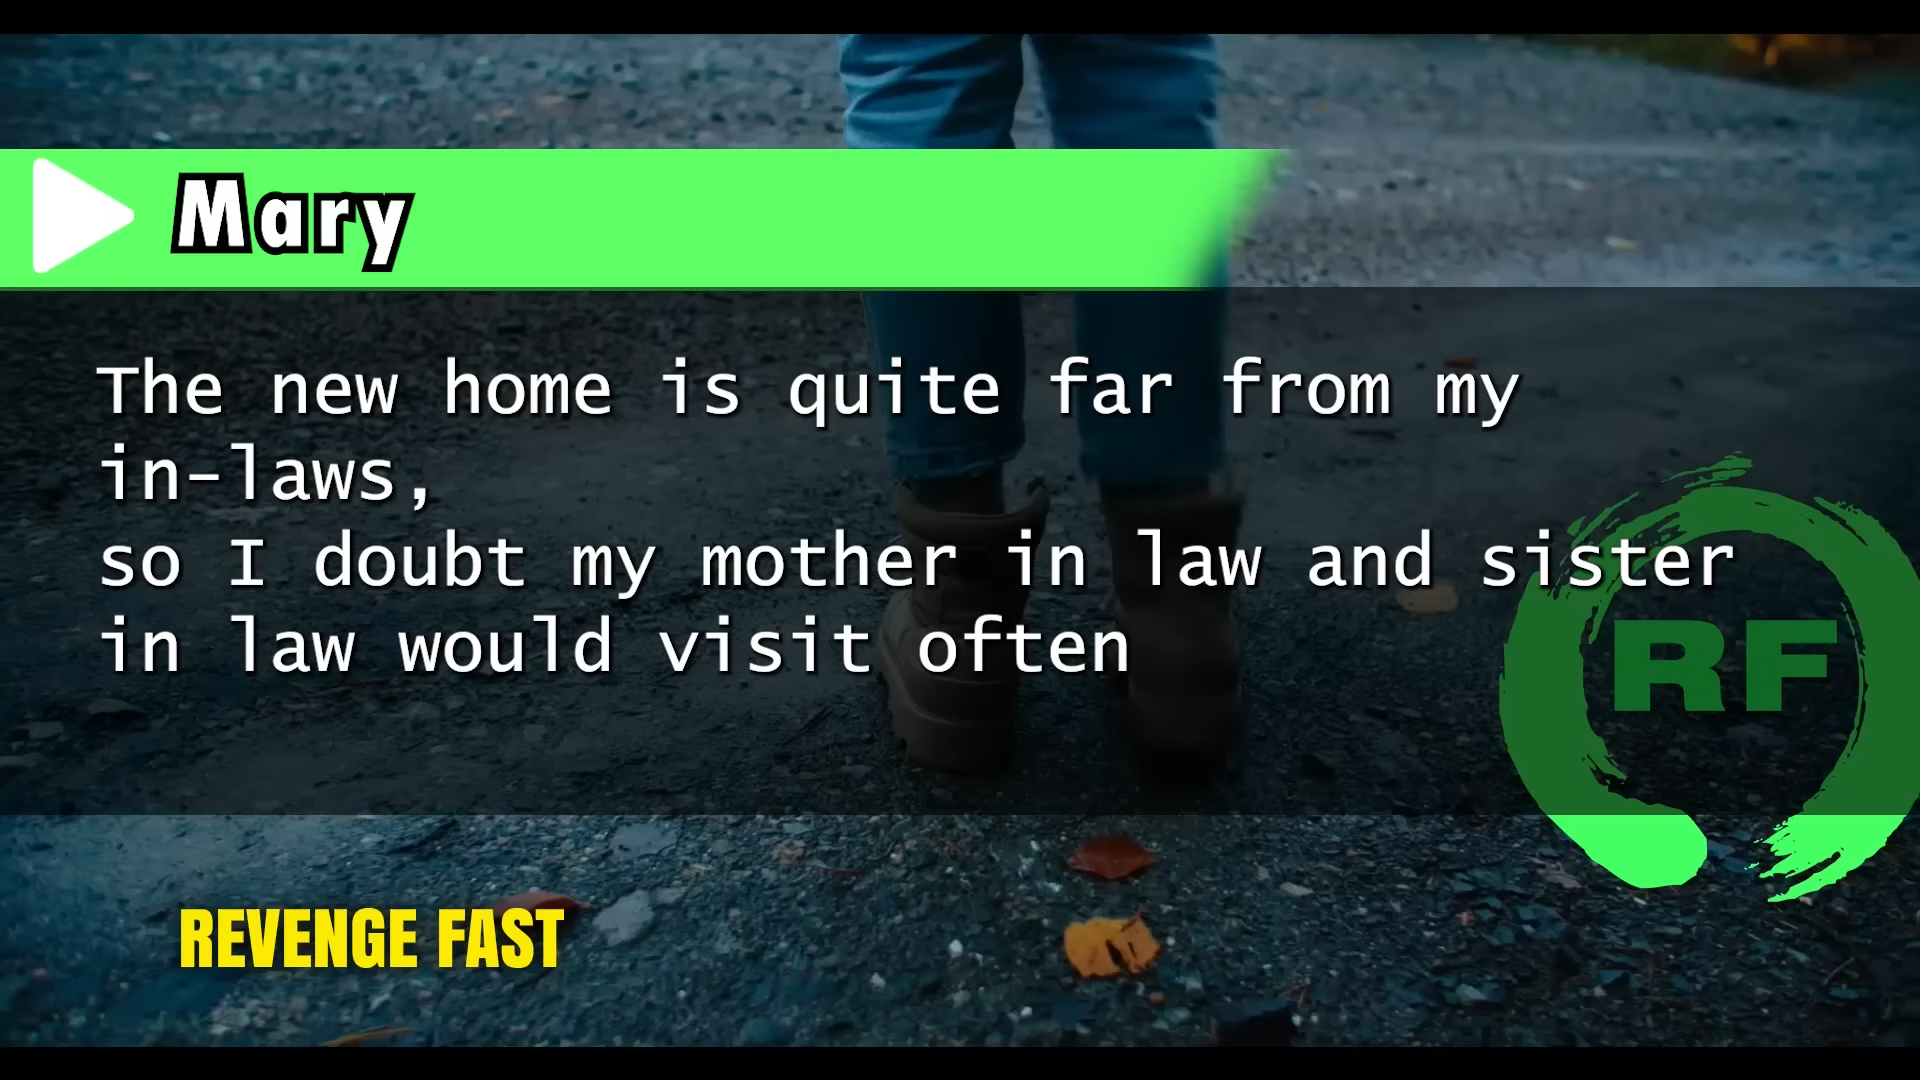 Mary
The new home is quite far from my
in-laws,
so I doubt my mother in law and sister
in law would visit often
RF
REVENGE FAST